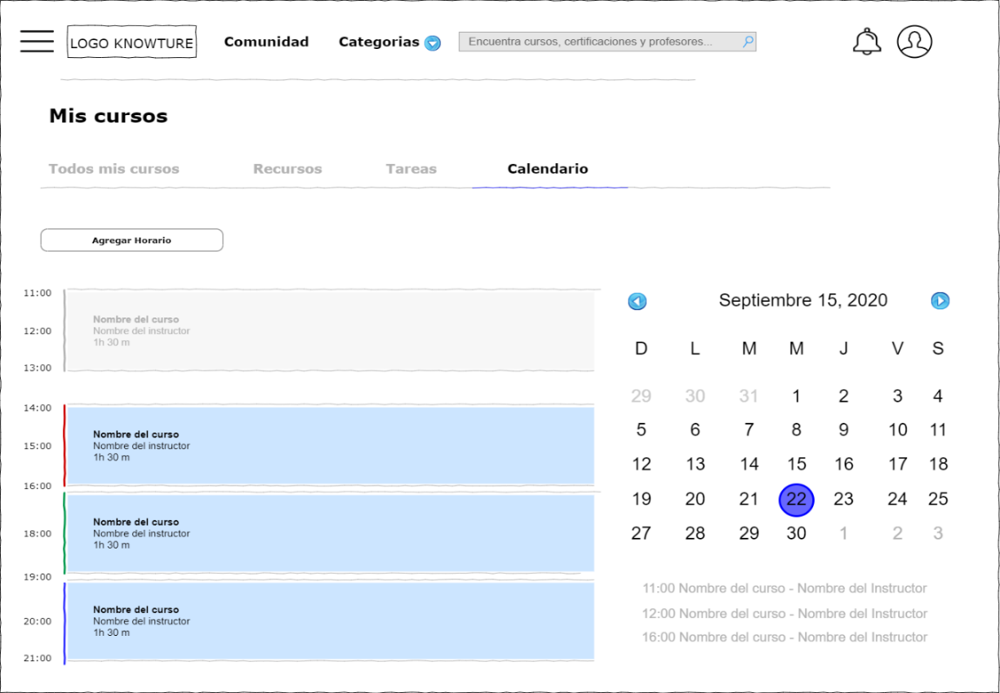 LOGO KNOWTURE Comunidad Categorias Encuentra cursos, certificaciones y profesores...
Mis cursos
Todos mis cursos Recursos Tareas Calendario
Agregar Horario
11:00
Nombre del curso
12:00 Nombre del instructor
1h 30 m
13:00
14:00
Nombre del curso
15:00 Nombre del instructor
1h 30 m
16:00
Nombre del curso
18:00 Nombre del instructor
1h 30 m
19:00
Nombre del curso
20:00 Nombre del instructor
1h 30 m
21:00
Septiembre 15, 2020
D L M M J V S
29 30 31 1 2 3 4
5 6 7 8 9 10 11
12 13 14 15 16 17 18
19 20 21 22 23 24 25
27 28 29 30 1 2 3
11:00 Nombre del curso - Nombre del Instructor
12:00 Nombre del curso - Nombre del Instructor
16:00 Nombre del curso - Nombre del Instructor